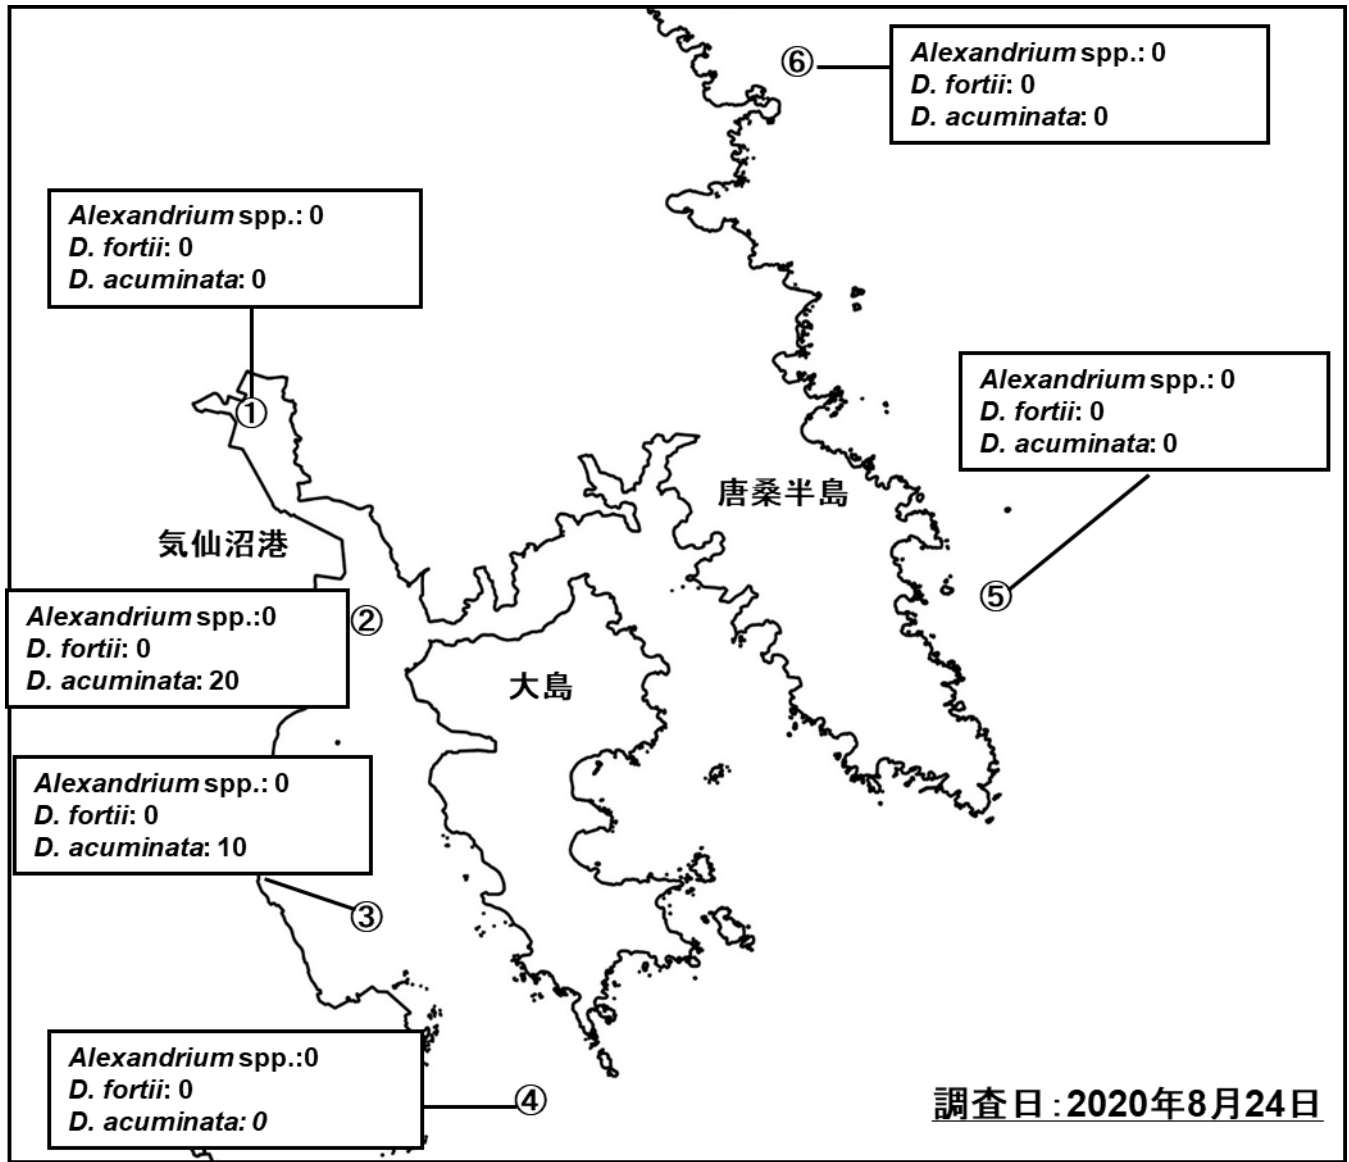 ⑥
Alexandrium spp.: 0
D. fortii: 0
D. acuminata: 0
Alexandrium spp.: 0
D. fortii: 0
D. acuminata: 0
①
Alexandrium spp.: 0
D. fortii: 0
D. acuminata: 0
唐桑半島
気仙沼港
⑤
Alexandrium spp.:0
D. fortii: 0
D. acuminata: 20
②
大島
Alexandrium spp.: 0
D. fortii: 0
D. acuminata: 10
③
Alexandrium spp.:0
D. fortii: 0
D. acuminata: 0
④
調査日:2020年8月24日